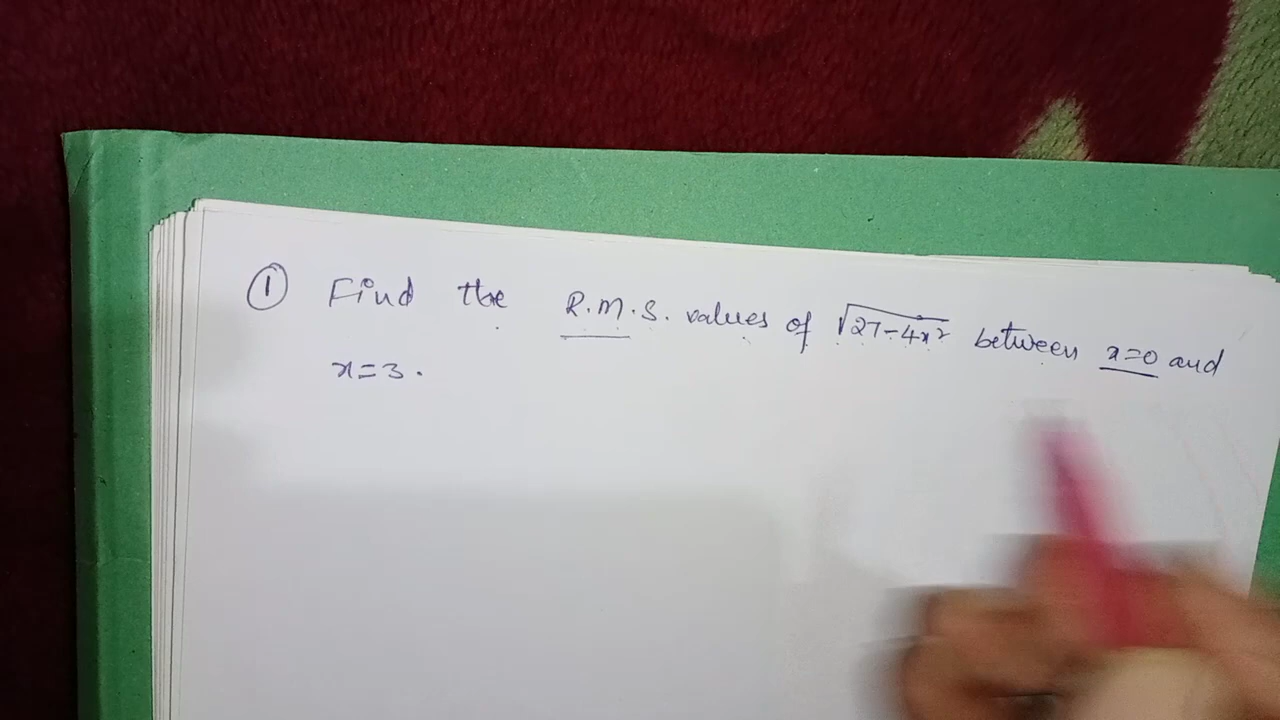 ① Find the R.M.S. values of √27-4x² between x=0 and
x=3.